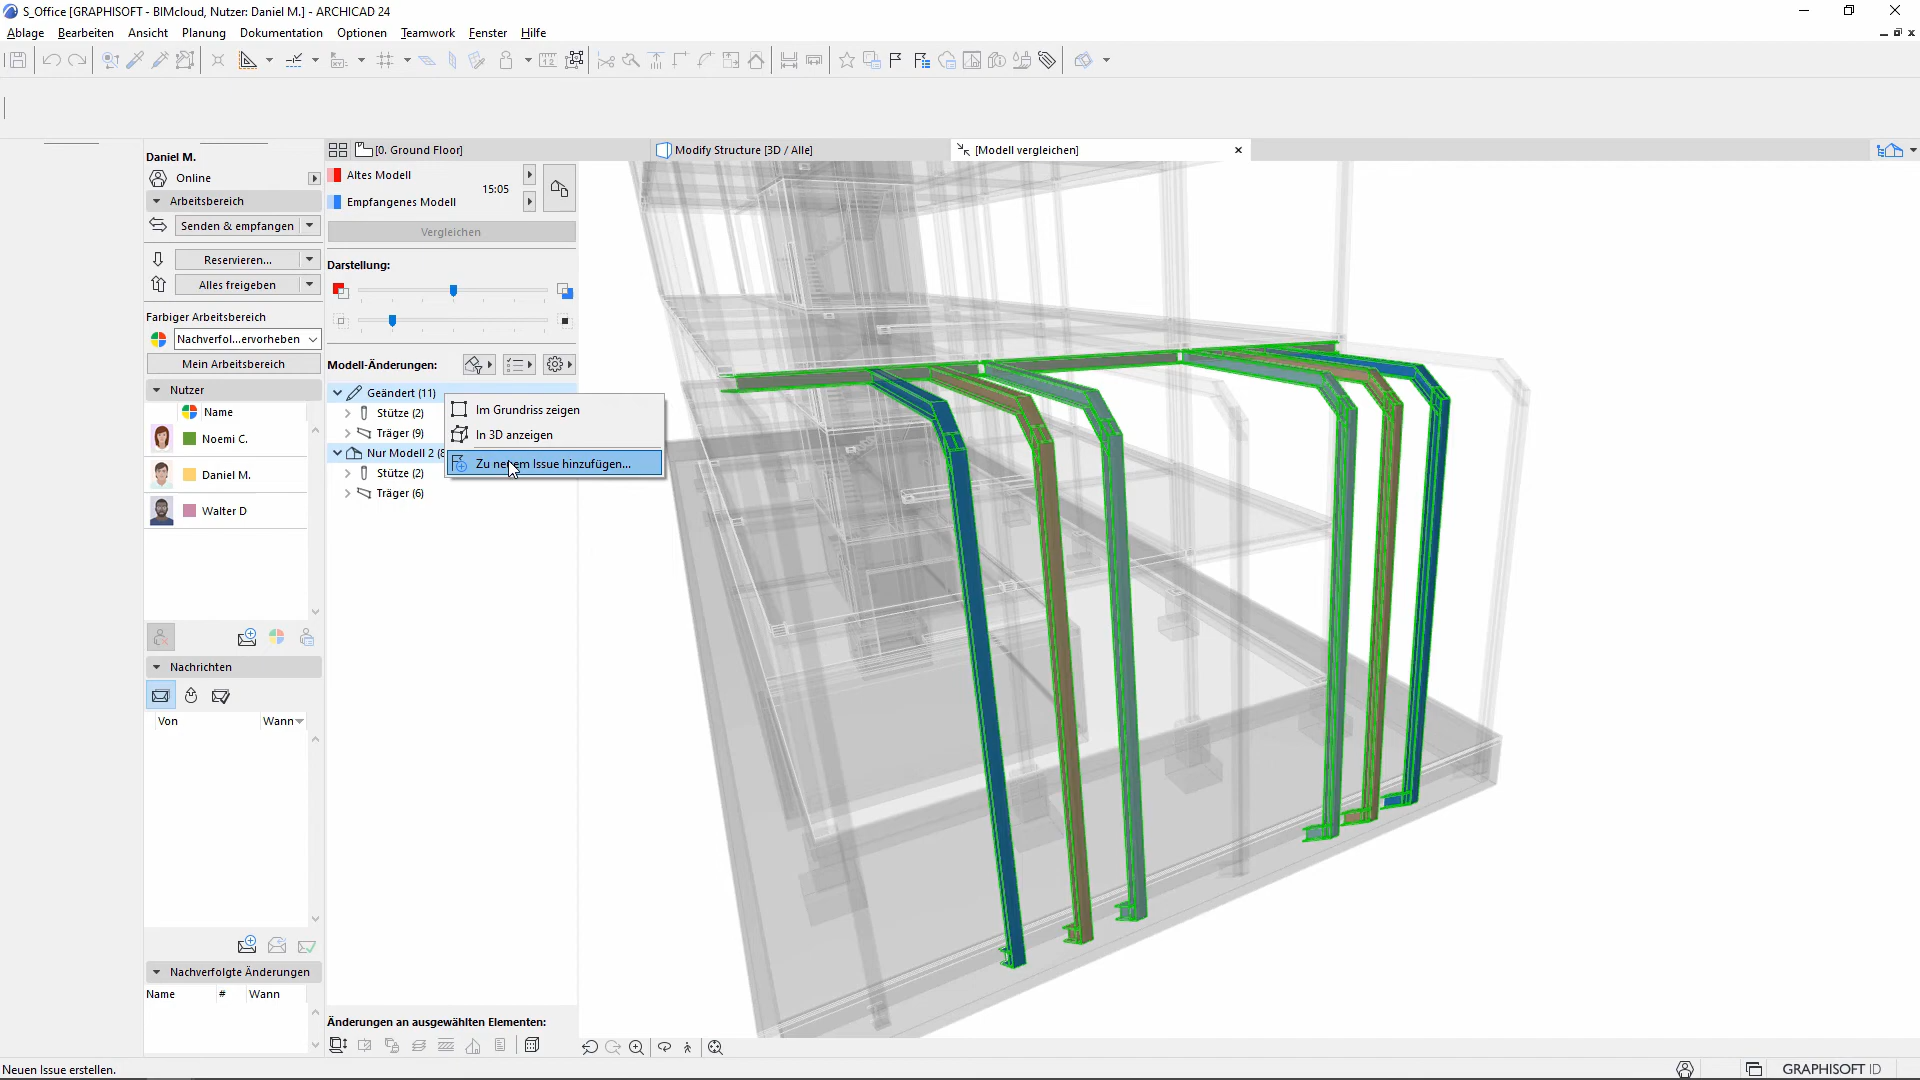 S_Office [GRAPHISOFT - BIMcloud, Nutzer: Daniel M.] - ARCHICAD 24
Ablage Bearbeiten Ansicht Planung Dokumentation Optionen Teamwork Fenster Hilfe
Daniel M.
Online
Arbeitsbereich
Senden & empfangen
Reservieren...
Alles freigeben
Farbiger Arbeitsbereich
Nachverfol...ervorheben
Mein Arbeitsbereich
Nutzer
Name
Noemi C.
Daniel M.
Walter D
Nachrichten
Von Wann
Nachverfolgte Änderungen
Name # Wann
[0. Ground Floor]
Modify Structure [3D / Alle]
[Modell vergleichen]
Altes Modell
15:05
Empfangenes Modell
Vergleichen
Darstellung:
Modell-Änderungen:
Geändert (11)
Stütze (2)
Träger (9)
Nur Modell 2 (8
Stütze (2)
Träger (6)
Im Grundriss zeigen
In 3D anzeigen
Zu neuem Issue hinzufügen...
Änderungen an ausgewählten Elementen:
Neuen Issue erstellen.
GRAPHISOFT ID